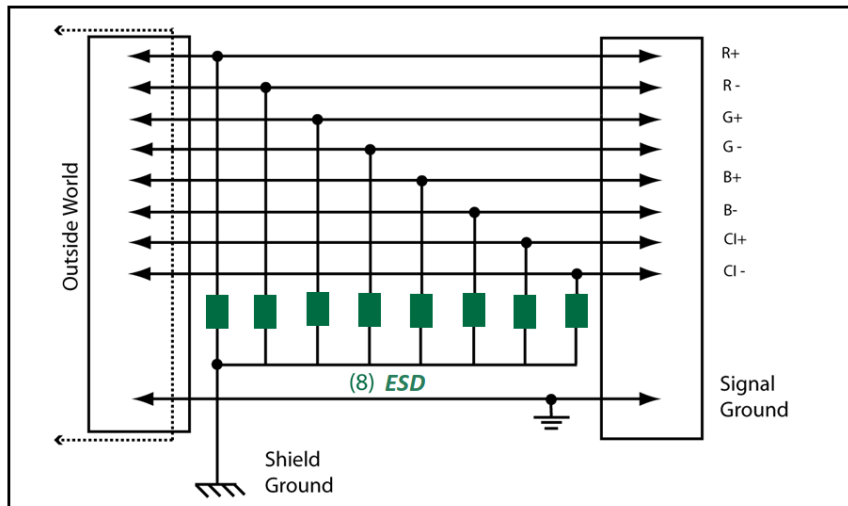 Outside World
R+
R -
G+
G -
B+
B-
CI+
CI -
(8) ESD
Signal
Ground
Shield
Ground